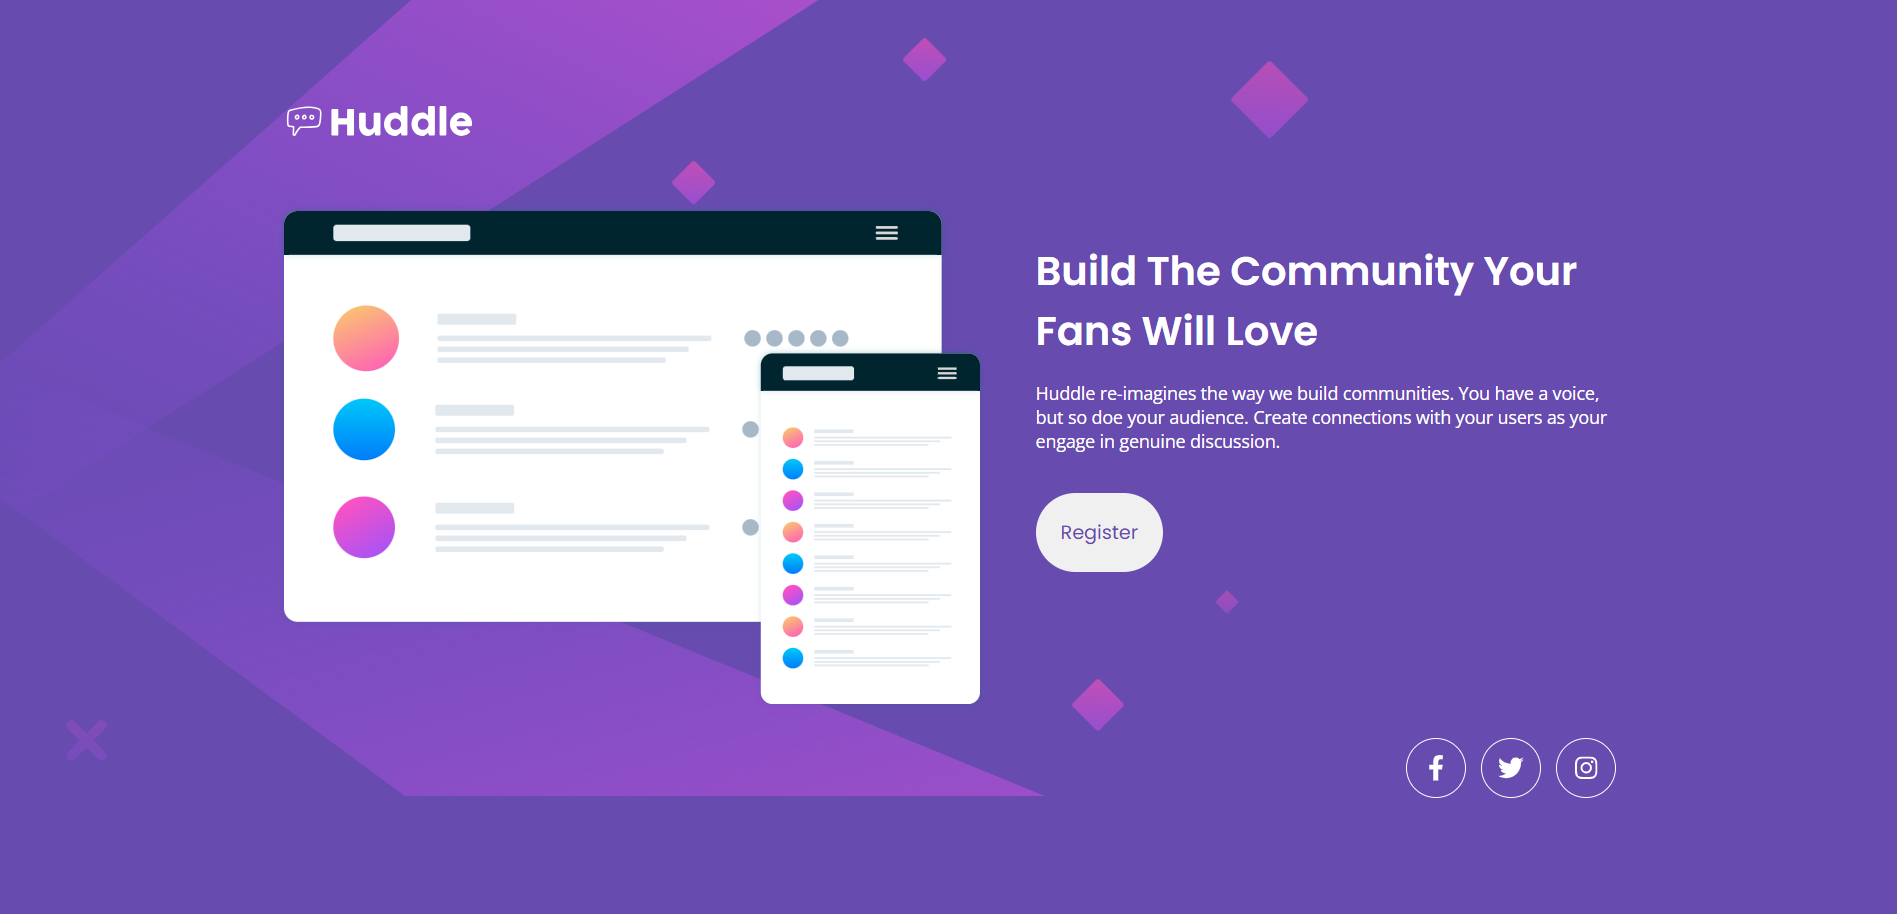 Huddle
Build The Community Your
Fans Will Love
Huddle re-imagines the way we build communities. You have a voice,
but so doe your audience. Create connections with your users as your
engage in genuine discussion.
Register